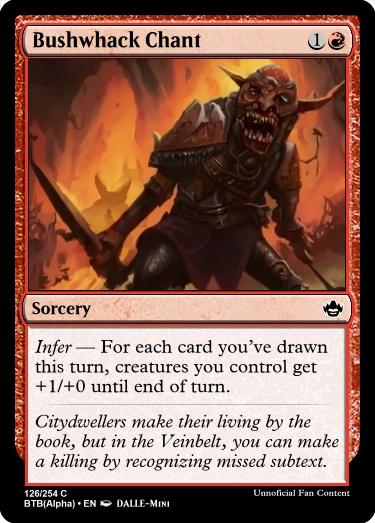 Bushwhack Chant 1
Sorcery
Infer — For each card you've drawn
this turn, creatures you control get
+1/+0 until end of turn.
Citydwellers make their living by the
book, but in the Veinbelt, you can make
a killing by recognizing missed subtext.
126/254 C
BTB(Alpha) • EN DALLE-Mini
Unofficial Fan Content